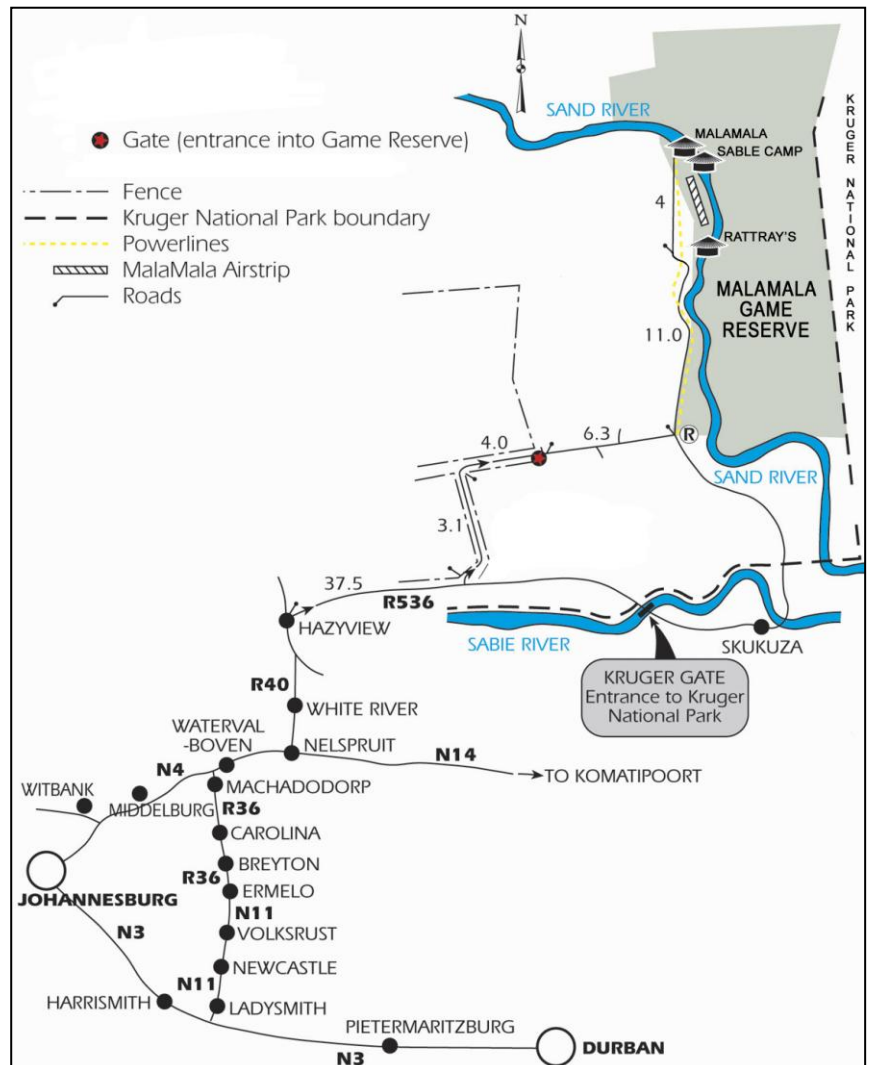 N
SAND RIVER
MALAMALA
SABLE CAMP
Gate (entrance into Game Reserve)
Fence
Kruger National Park boundary
Powerlines
MalaMala Airstrip
Roads
KRUGER NATIONAL PARK
4
RATTRAY'S
MALAMALA
GAME
RESERVE
11.0
R
4.0
6.3
SAND RIVER
3.1
37.5
R536
HAZYVIEW
SABIE RIVER
SKUKUZA
KRUGER GATE
Entrance to Kruger
National Park
R40
WHITE RIVER
WATERVAL
-BOVEN
NELSPRUIT
N14
TO KOMATIPOORT
N4
WITBANK
MIDDELBURG
MACHADODORP
R36
CAROLINA
BREYTON
R36
ERMELO
JOHANNESBURG
N11
N3
VOLKSRUST
NEWCASTLE
N11
HARRISMITH
LADYSMITH
PIETERMARITZBURG
DURBAN
N3